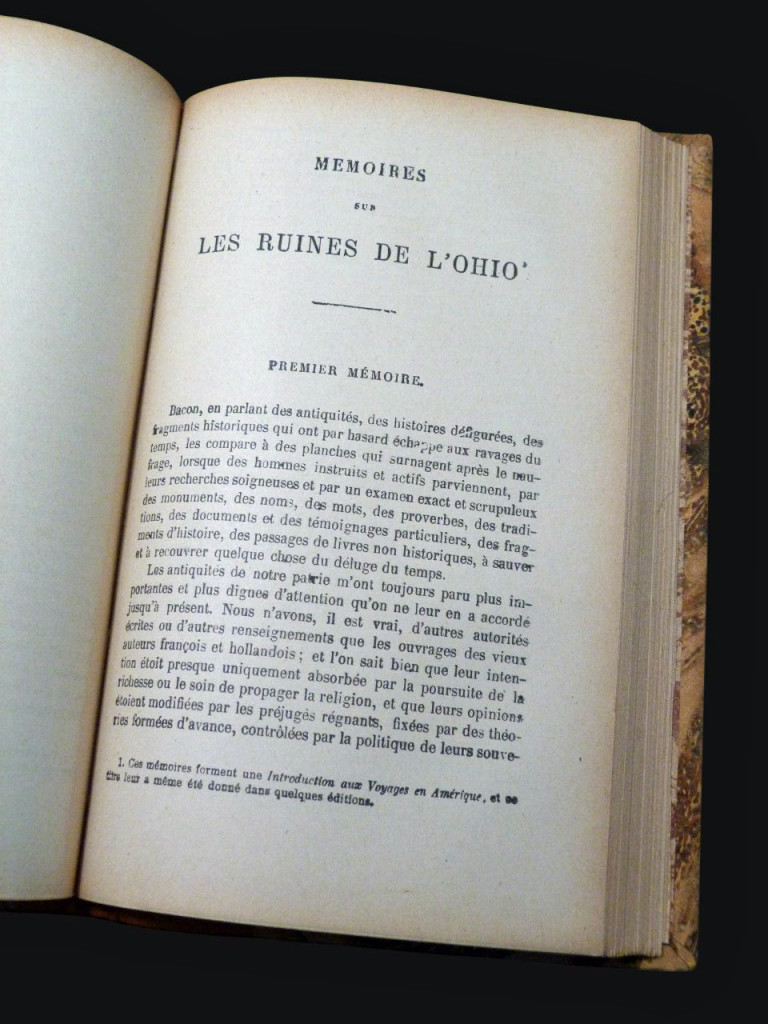 MEMOIRES
SUR
LES RUINES DE L'OHIO¹
PREMIER MÉMOIRE.
Bacon, en parlant des antiquités, des histoires défigurées, des
fragments historiques qui ont par hasard échappe aux ravages du
temps, les compare à des planches qui surnagent après le nau-
frage, lorsque des hommes instruits et actifs parviennent, par
leurs recherches soigneuses et par un examen exact et scrupuleux
des monuments, des noms, des mots, des proverbes, des tradi-
tions, des documents et des témoignages particuliers, des frag-
ments d'histoire, des passages de livres non historiques, à sauver
et à recouvrer quelque chose du déluge du temps.
Les antiquités de notre patrie m'ont toujours paru plus im-
portantes et plus dignes d'attention qu'on ne leur en a accordé
jusqu'à présent. Nous n'avons, il est vrai, d'autres autorités
écrites ou d'autres renseignements que les ouvrages des vieux
auteurs françois et hollandois; et l'on sait bien que leur inten-
tion étoit presque uniquement absorbée par la poursuite de la
richesse ou le soin de propager la religion, et que leurs opinions
étoient modifiées par les préjugés régnants, fixées par des théo-
ries formées d'avance, contrôlées par la politique de leurs souve-
1. Ces mémoires forment une Introduction aux Voyages en Amérique, et ce
titre leur a même été donné dans quelques éditions.